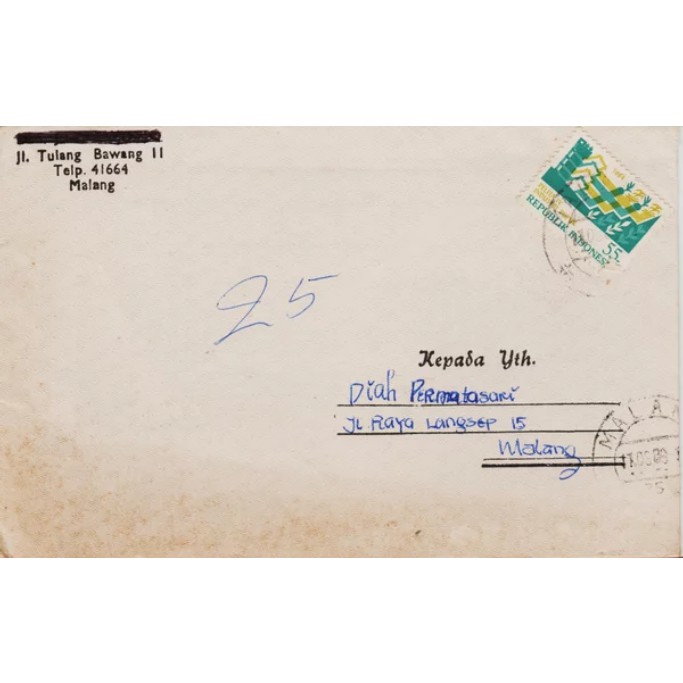 Jl. Tulang Bawang II
Telp. 41664
Malang
REPUBLIK INDONESIA
55,
25
Kepada Yth.
Diah Permatasari
Jl Raya Langsep 15
Malang
MALAN